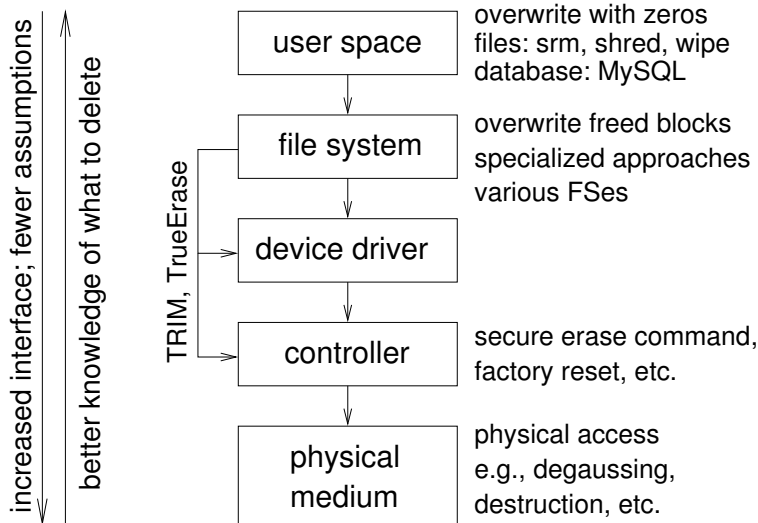 increased interface; fewer assumptions
better knowledge of what to delete
user space
overwrite with zeros
files: srm, shred, wipe
database: MySQL
file system
overwrite freed blocks
specialized approaches
various FSes
TRIM, TrueErase
device driver
controller
secure erase command,
factory reset, etc.
physical
medium
physical access
e.g., degaussing,
destruction, etc.